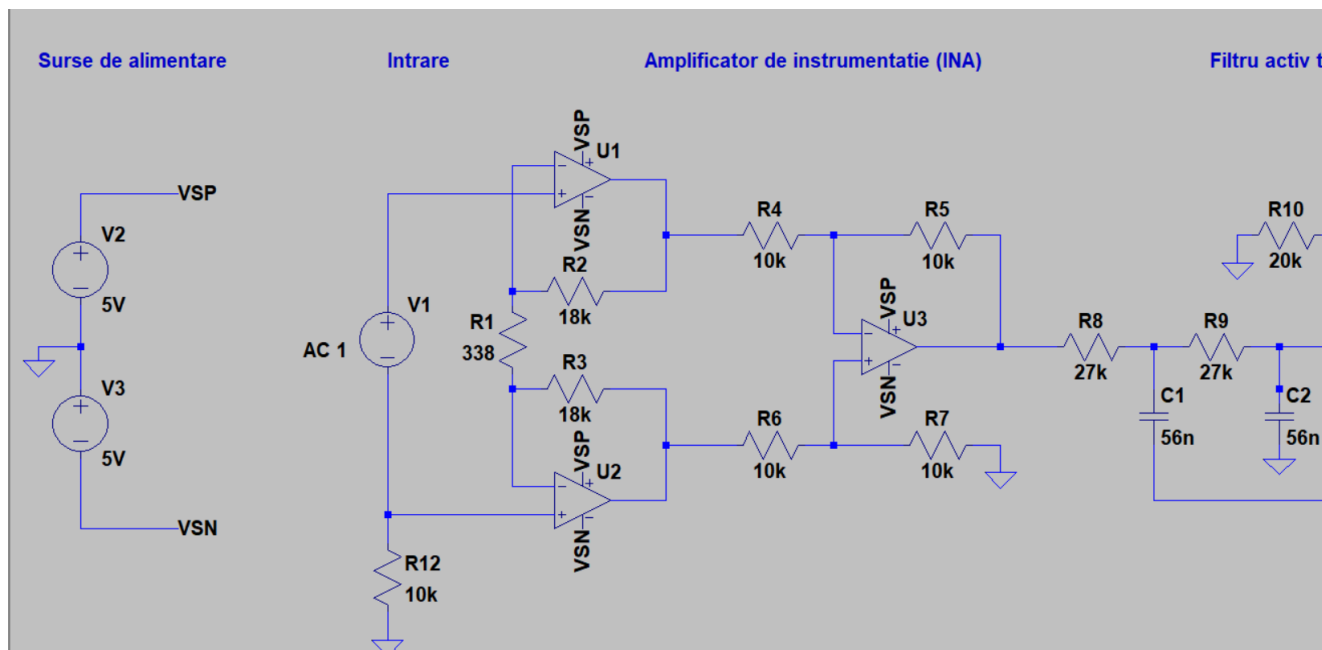 Surse de alimentare
Intrare
Amplificator de instrumentatie (INA)
Filtru activ t
VSP
V2
5V
V3
5V
VSN
V1
AC 1
R12
10k
VSP
U1
VSN
R2
18k
R1
338
R3
18k
VSP
U2
VSN
R4
10k
R5
10k
VSP
U3
VSN
R6
10k
R7
10k
R8
27k
R9
27k
R10
20k
C1
56n
C2
56n